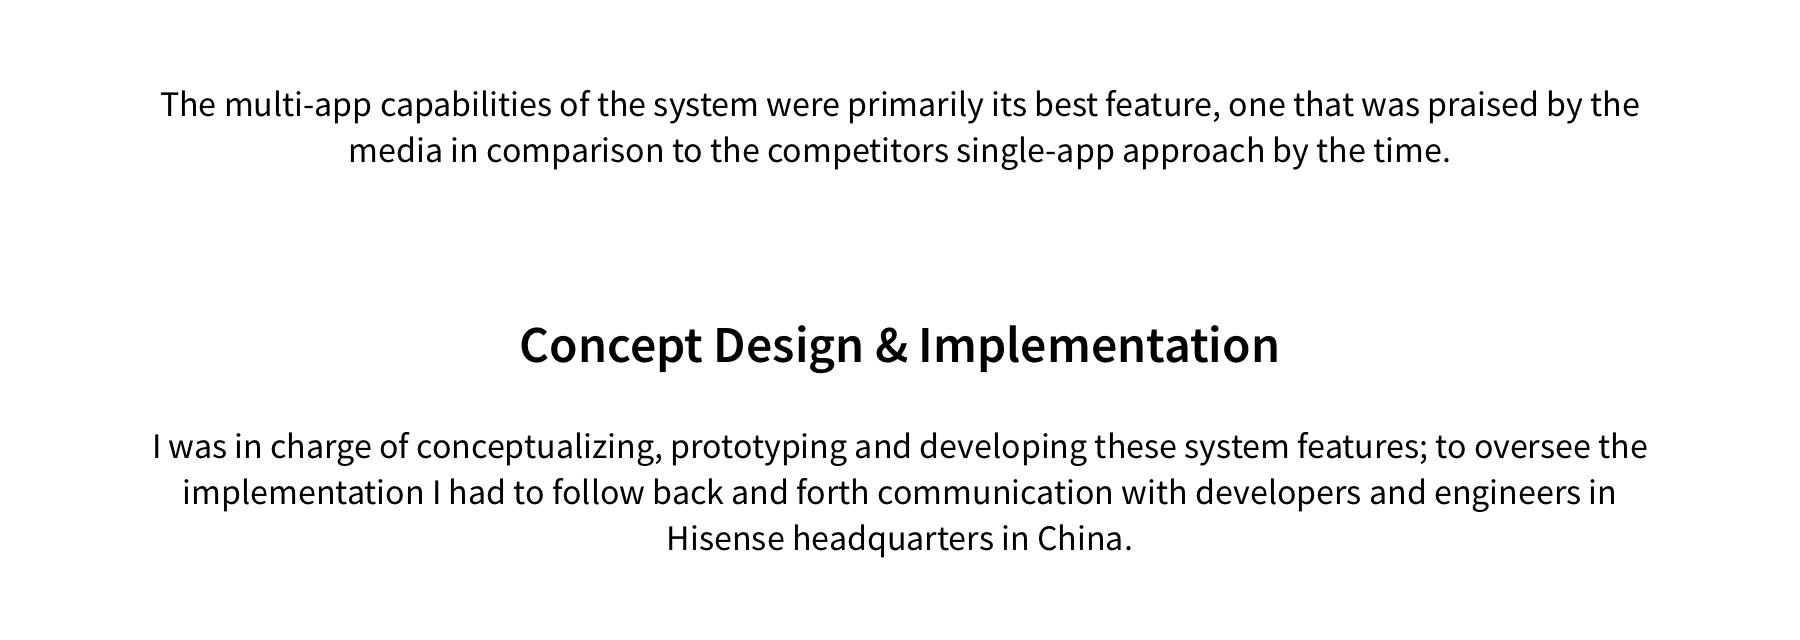 The multi-app capabilities of the system were primarily its best feature, one that was praised by the
media in comparison to the competitors single-app approach by the time.
Concept Design & Implementation
I was in charge of conceptualizing, prototyping and developing these system features; to oversee the
implementation I had to follow back and forth communication with developers and engineers in
Hisense headquarters in China.